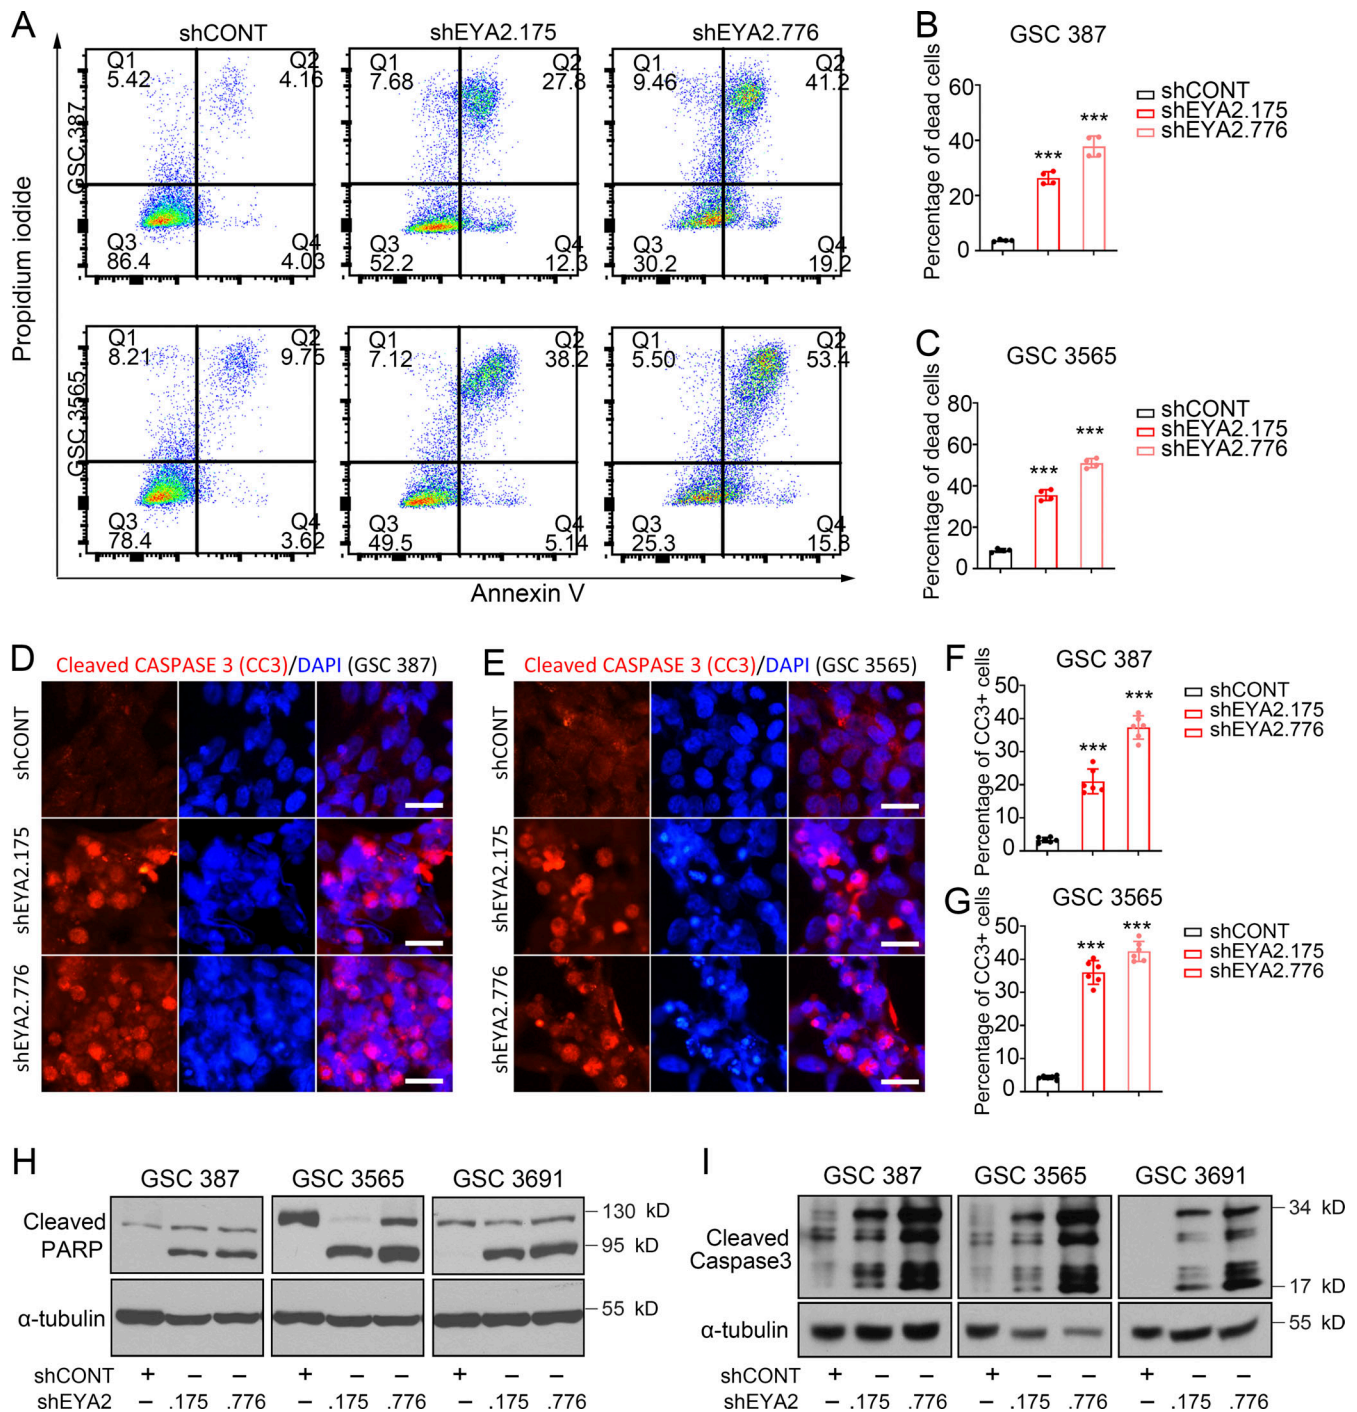 A
shCONT
shEYA2.175
shEYA2.776
Propidium iodide
GSC 387
Q1
5.42
Q2
4.16
Q3
86.4
Q4
4.03
Q1
7.68
Q2
27.8
Q3
52.2
Q4
12.3
Q1
9.46
Q2
41.2
Q3
30.2
Q4
19.2
GSC 3565
Q1
8.21
Q2
9.75
Q3
78.4
Q4
3.62
Q1
7.12
Q2
38.2
Q3
49.5
Q4
5.14
Q1
5.50
Q2
53.4
Q3
25.3
Q4
15.8
Annexin V
B
GSC 387
Percentage of dead cells
60
40
20
0
***
***
shCONT
shEYA2.175
shEYA2.776
C
GSC 3565
Percentage of dead cells
80
60
40
20
0
***
***
shCONT
shEYA2.175
shEYA2.776
D
Cleaved CASPASE 3 (CC3)/DAPI (GSC 387)
shCONT
shEYA2.175
shEYA2.776
E
Cleaved CASPASE 3 (CC3)/DAPI (GSC 3565)
shCONT
shEYA2.175
shEYA2.776
F
GSC 387
Percentage of CC3+ cells
50
40
30
20
10
0
***
***
shCONT
shEYA2.175
shEYA2.776
G
GSC 3565
Percentage of CC3+ cells
50
40
30
20
10
0
***
***
shCONT
shEYA2.175
shEYA2.776
H
GSC 387 GSC 3565 GSC 3691
Cleaved
PARP
130 kD
95 kD
α-tubulin
55 kD
shCONT + − − + − − + − −
shEYA2 − .175 .776 − .175 .776 − .175 .776
I
GSC 387 GSC 3565 GSC 3691
Cleaved
Caspase3
34 kD
17 kD
α-tubulin
55 kD
shCONT + − − + − − + − −
shEYA2 − .175 .776 − .175 .776 − .175 .776